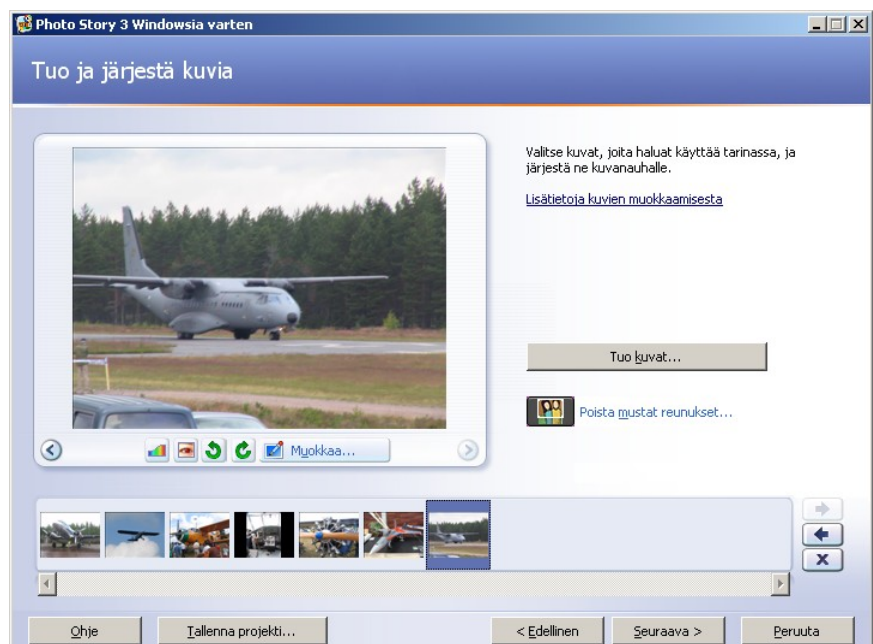 Photo Story 3 Windowsia varten
Tuo ja järjestä kuvia
Valitse kuvat, joita haluat käyttää tarinassa, ja
järjestä ne kuvanauhalle.
Lisätietoja kuvien muokkaamisesta
Tuo kuvat...
Poista mustat reunukset...
Muokkaa...
Ohje
Tallenna projekti...
< Edellinen
Seuraava >
Peruuta